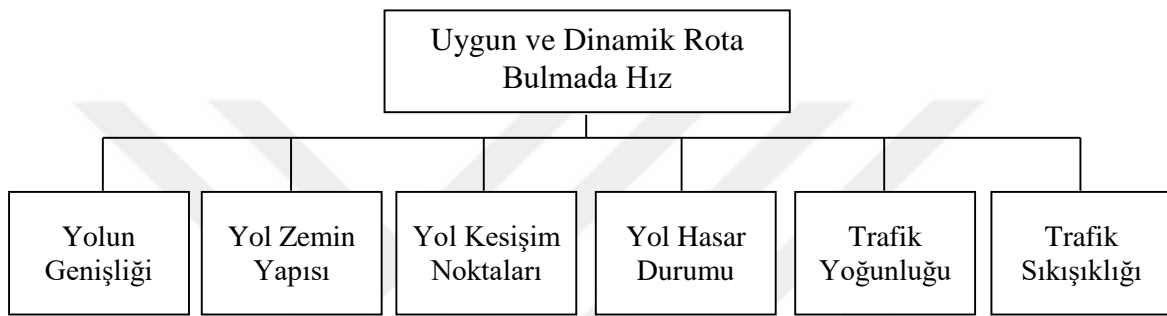 Uygun ve Dinamik Rota
Bulmada Hız
Yolun
Genişliği
Yol Zemin
Yapısı
Yol Kesişim
Noktaları
Yol Hasar
Durumu
Trafik
Yoğunluğu
Trafik
Sıkışıklığı